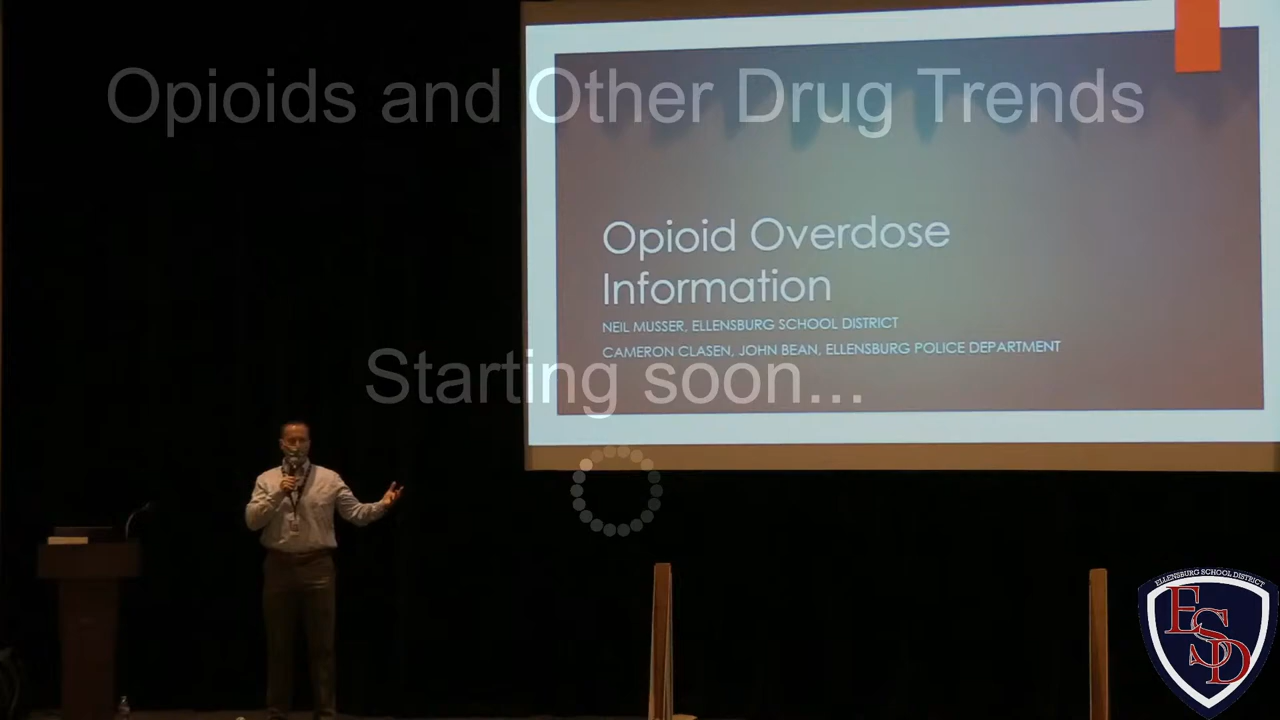 Opioids and Other Drug Trends
Opioid Overdose
Information
NEIL MUSSER, ELLENSBURG SCHOOL DISTRICT
CAMERON CLASEN, JOHN BEAN, ELLENSBURG POLICE DEPARTMENT
Starting soon...
ELLENSBURG SCHOOL DISTRICT
ESD